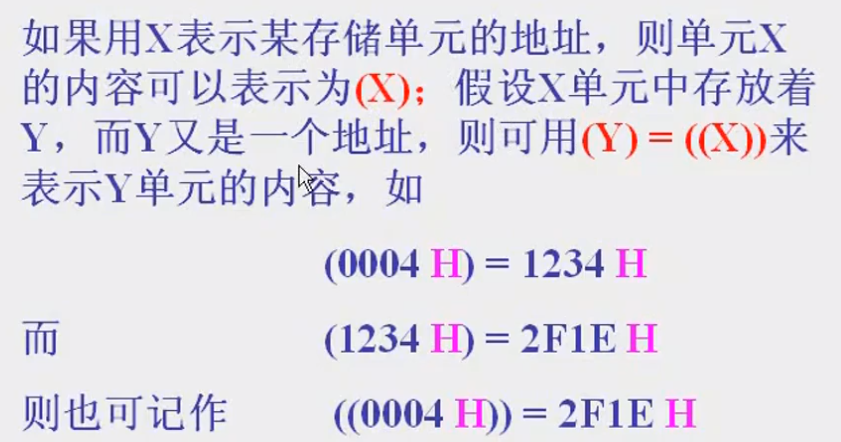 如果用X表示某存储单元的地址，则单元X
的内容可以表示为(X)；假设X单元中存放着
Y，而Y又是一个地址，则可用(Y) = ((X))来
表示Y单元的内容，如
(0004 H) = 1234 H
而 (1234 H) = 2F1E H
则也可记作 ((0004 H)) = 2F1E H